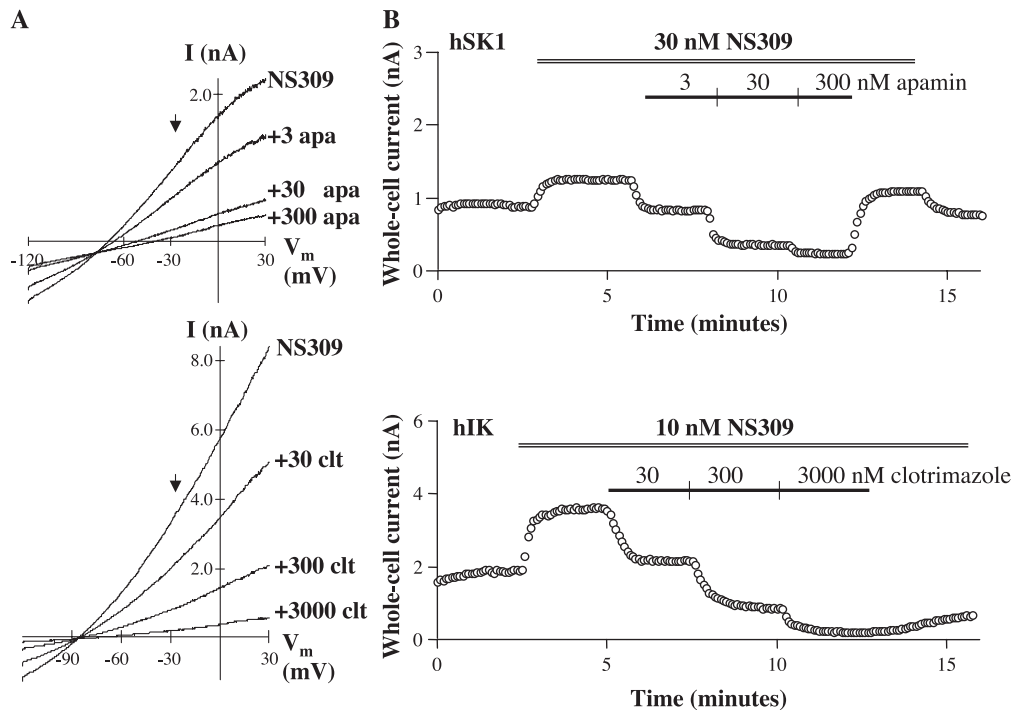 A
I (nA)
NS309
2.0
+3 apa
+30 apa
+300 apa
-120
-60
-30
30
Vm
(mV)
I (nA)
NS309
8.0
6.0
+30 clt
4.0
+300 clt
2.0
+3000 clt
-90
-60
-30
30
Vm
(mV)
B
hSK1
30 nM NS309
3 30 300 nM apamin
Whole-cell current (nA)
3
2
1
0
0 5 10 15
Time (minutes)
hIK
10 nM NS309
30 300 3000 nM clotrimazole
Whole-cell current (nA)
6
4
2
0
0 5 10 15
Time (minutes)